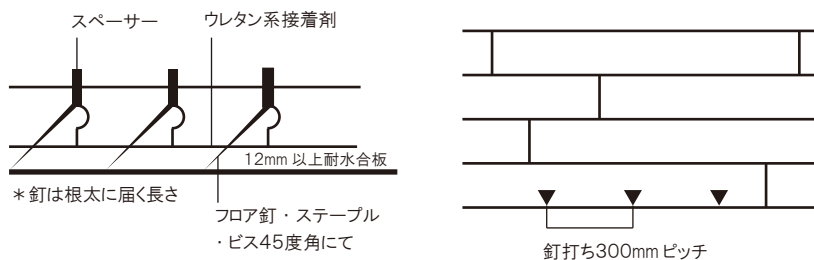 スペーサー
ウレタン系接着剤
12mm 以上耐水合板
＊釘は根太に届く長さ
フロア釘・ステープル
・ビス45度角にて
釘打ち300mm ピッチ